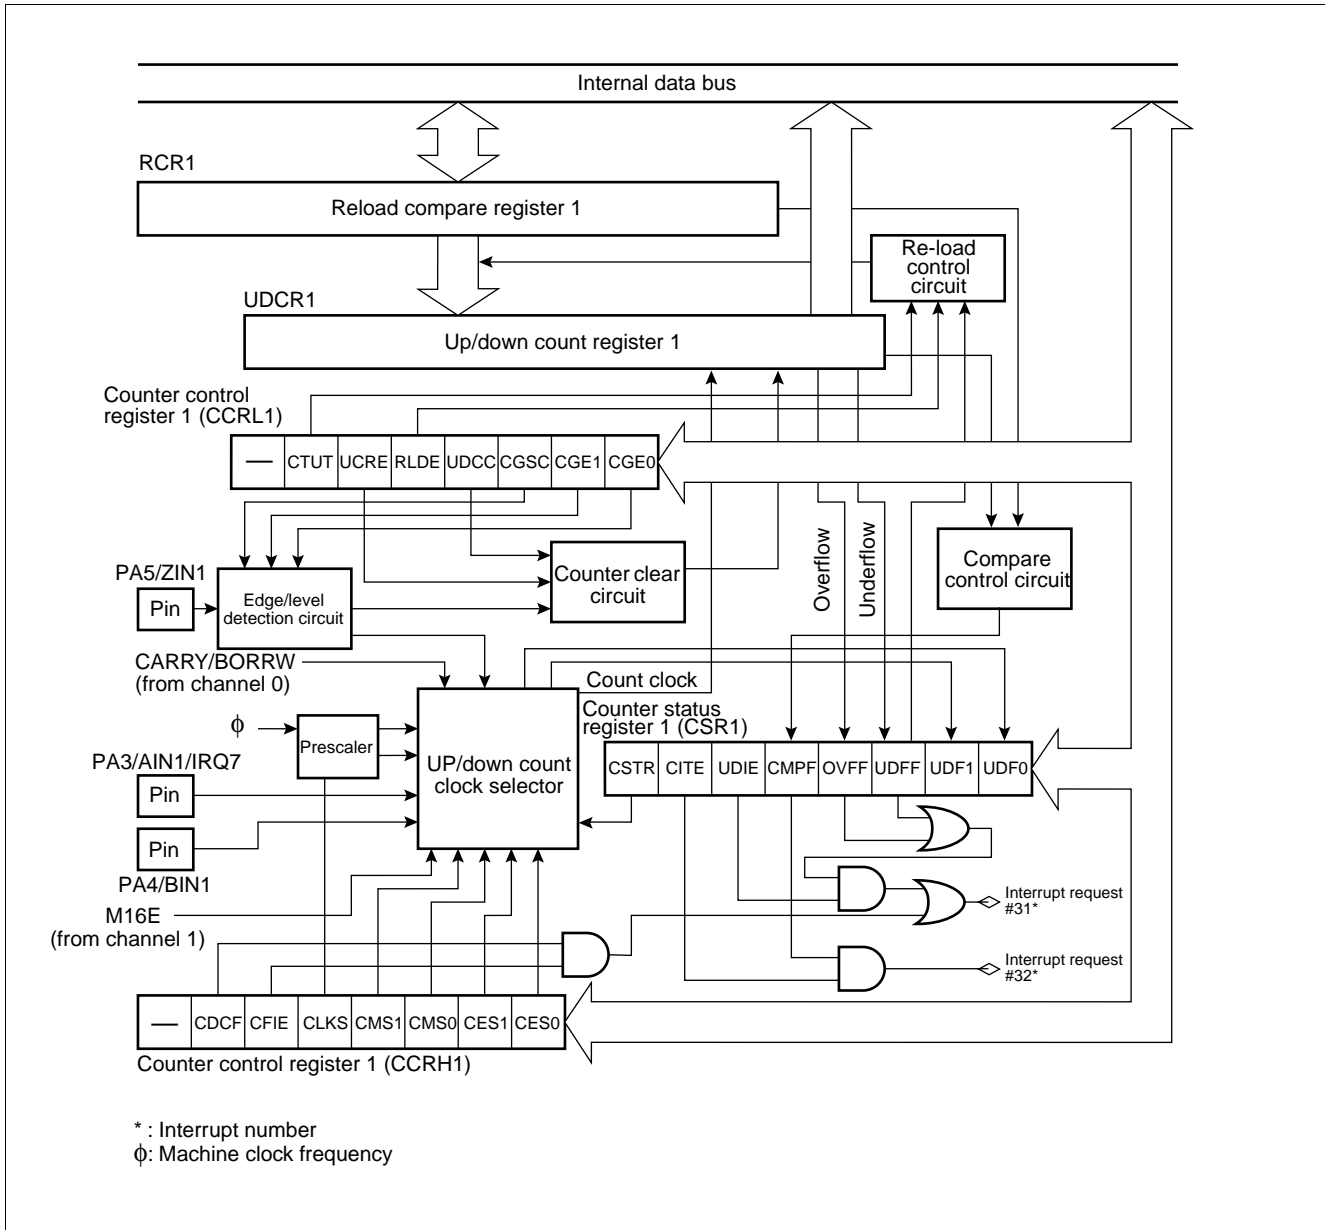 Internal data bus
RCR1
Reload compare register 1
Re-load
control
circuit
UDCR1
Up/down count register 1
Counter control
register 1 (CCRL1)
— CTUT UCRE RLDE UDCC CGSC CGE1 CGE0
Overflow
Underflow
Compare
control circuit
PA5/ZIN1
Pin
Edge/level
detection circuit
Counter clear
circuit
CARRY/BORRW
(from channel 0)
Count clock
Counter status
register 1 (CSR1)
ϕ
Prescaler
UP/down count
clock selector
CSTR CITE UDIE CMPF OVFF UDFF UDF1 UDF0
PA3/AIN1/IRQ7
Pin
Pin
PA4/BIN1
M16E
(from channel 1)
Interrupt request
#31*
Interrupt request
#32*
— CDCF CFIE CLKS CMS1 CMS0 CES1 CES0
Counter control register 1 (CCRH1)
* : Interrupt number
ϕ: Machine clock frequency